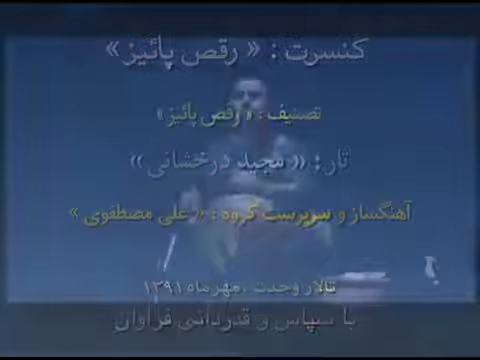 کنسرت : « رقص پائیز »
تصنیف : « رقص پائیز »
تار : « مجید درخشانی »
آهنگساز و سرپرست گروه : « علی مصطفوی »
تالار وحدت ، مهرماه ۱۳۹۱
با سپاس و قدردانی فراوان